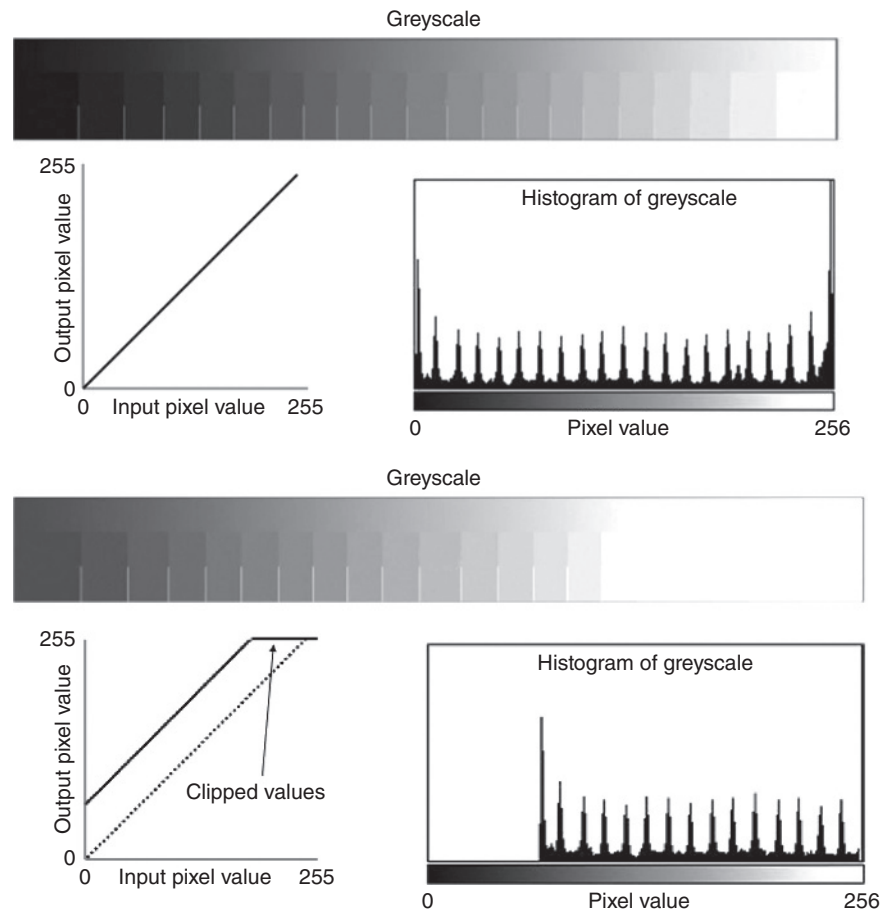 Greyscale
255
Output pixel value
0
0 Input pixel value 255
Histogram of greyscale
0 Pixel value 256
Greyscale
255
Output pixel value
0
Clipped values
0 Input pixel value 255
Histogram of greyscale
0 Pixel value 256